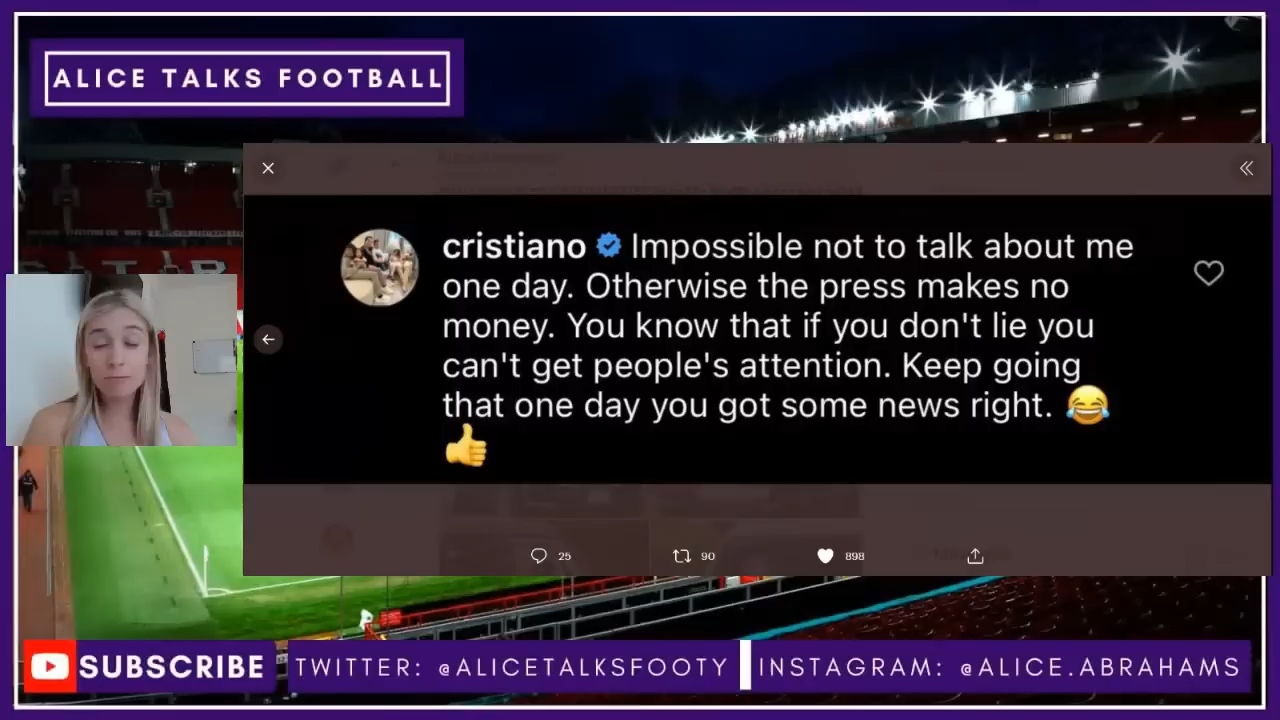 ALICE TALKS FOOTBALL
cristiano Impossible not to talk about me
one day. Otherwise the press makes no
money. You know that if you don't lie you
can't get people's attention. Keep going
that one day you got some news right. 😂
👍
25 90 898
SUBSCRIBE TWITTER: @ALICETALKSFOOTY INSTAGRAM: @ALICE.ABRAHAMS